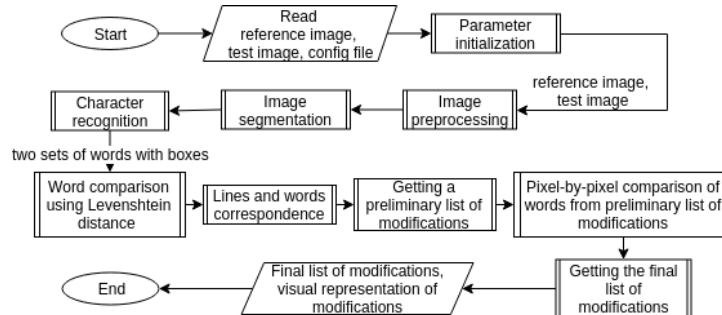 Start
Read
reference image,
test image, config file
Parameter
initialization
reference image,
test image
Image
preprocessing
Image
segmentation
Character
recognition
two sets of words with boxes
Word comparison
using Levenshtein
distance
Lines and words
correspondence
Getting a
preliminary list of
modifications
Pixel-by-pixel comparison of
words from preliminary list of
modifications
Getting the final
list of
modifications
Final list of modifications,
visual representation of
modifications
End